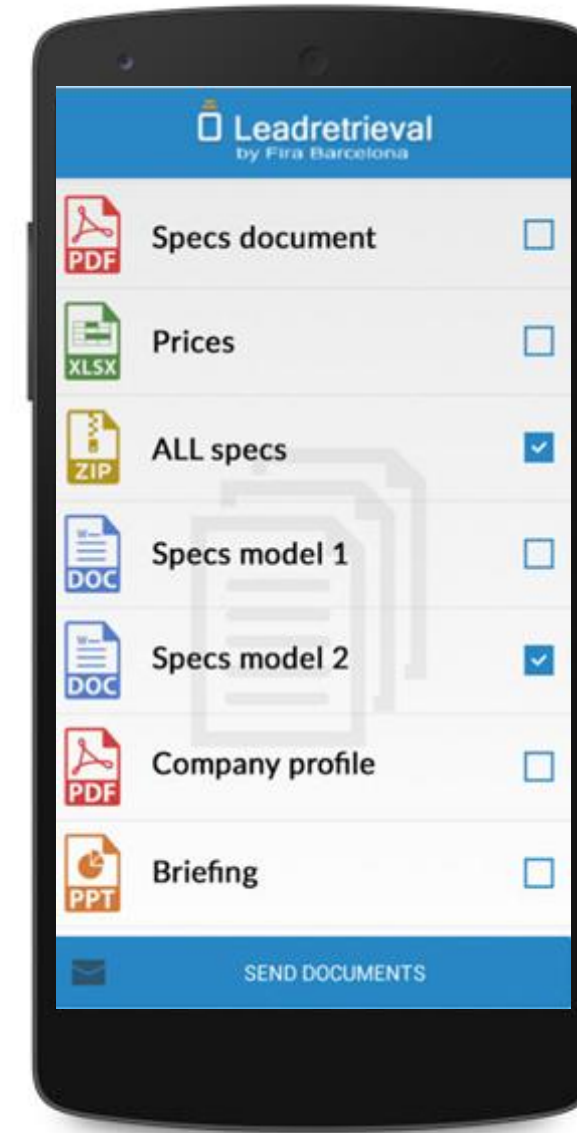 Leadretrieval
by Fira Barcelona
PDF
Specs document
XLSX
Prices
ZIP
ALL specs
W
DOC
Specs model 1
W
DOC
Specs model 2
PDF
Company profile
PPT
Briefing
SEND DOCUMENTS